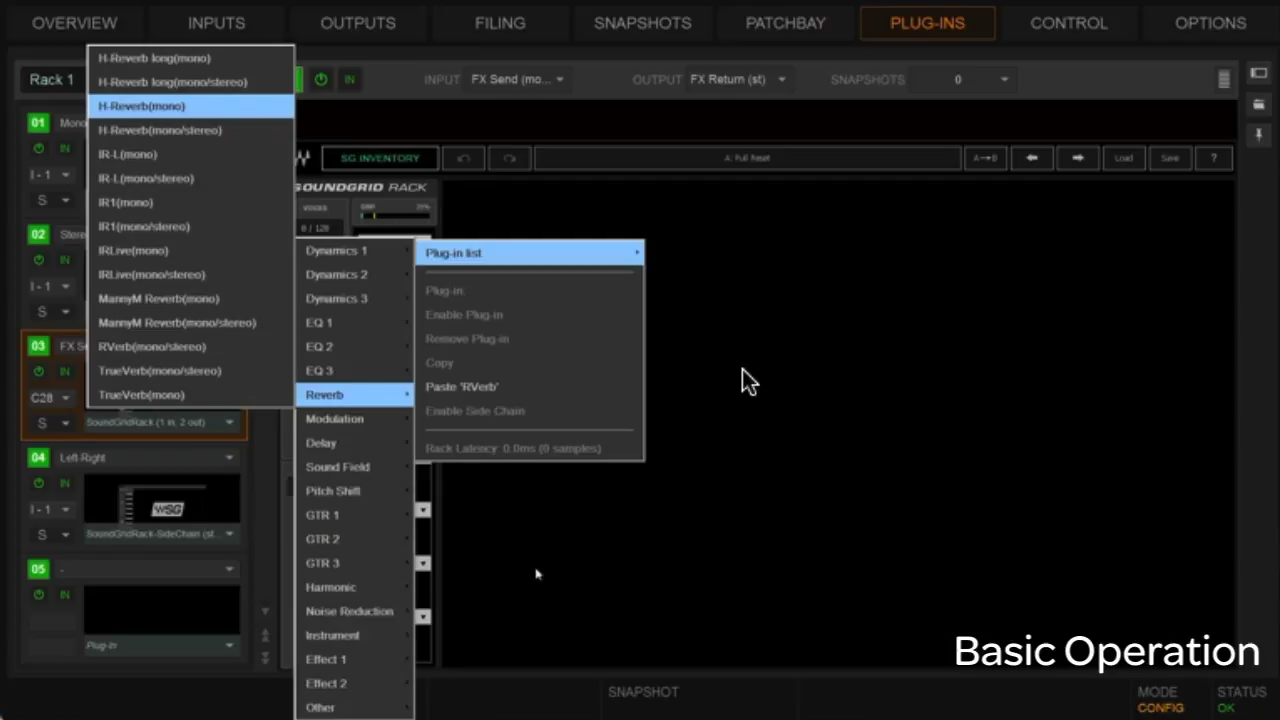 OVERVIEW INPUTS OUTPUTS FILING SNAPSHOTS PATCHBAY PLUG-INS CONTROL OPTIONS
Rack 1 IN INPUT FX Send (mo... OUTPUT FX Return (st) SNAPSHOTS 0
H-Reverb long(mono)
H-Reverb long(mono/stereo)
H-Reverb(mono)
H-Reverb(mono/stereo)
IR-L(mono)
IR-L(mono/stereo)
IR1(mono)
IR1(mono/stereo)
IRLive(mono)
IRLive(mono/stereo)
MannyM Reverb(mono)
MannyM Reverb(mono/stereo)
RVerb(mono/stereo)
TrueVerb(mono/stereo)
TrueVerb(mono)
01 Mono
IN
I - 1
S
02 Stere
IN
I - 1
S
03 FX Se
IN
C28
S SoundGridRack (1 in, 2 out)
04 Left-Right
IN
I - 1 WSG
S SoundGridRack-SideChain (st...
05 -
IN
Plug-in
SG INVENTORY A: Full Reset A→B Load Save ?
SOUNDGRID RACK
VOICES
0 / 120
Dynamics 1
Dynamics 2
Dynamics 3
EQ 1
EQ 2
EQ 3
Reverb
Modulation
Delay
Sound Field
Pitch Shift
GTR 1
GTR 2
GTR 3
Harmonic
Noise Reduction
Instrument
Effect 1
Effect 2
Other
Plug-in list
Plug-in:
Enable Plug-in
Remove Plug-in
Copy
Paste 'RVerb'
Enable Side Chain
Rack Latency: 0.0ms (0 samples)
Basic Operation
SNAPSHOT MODE STATUS
CONFIG OK